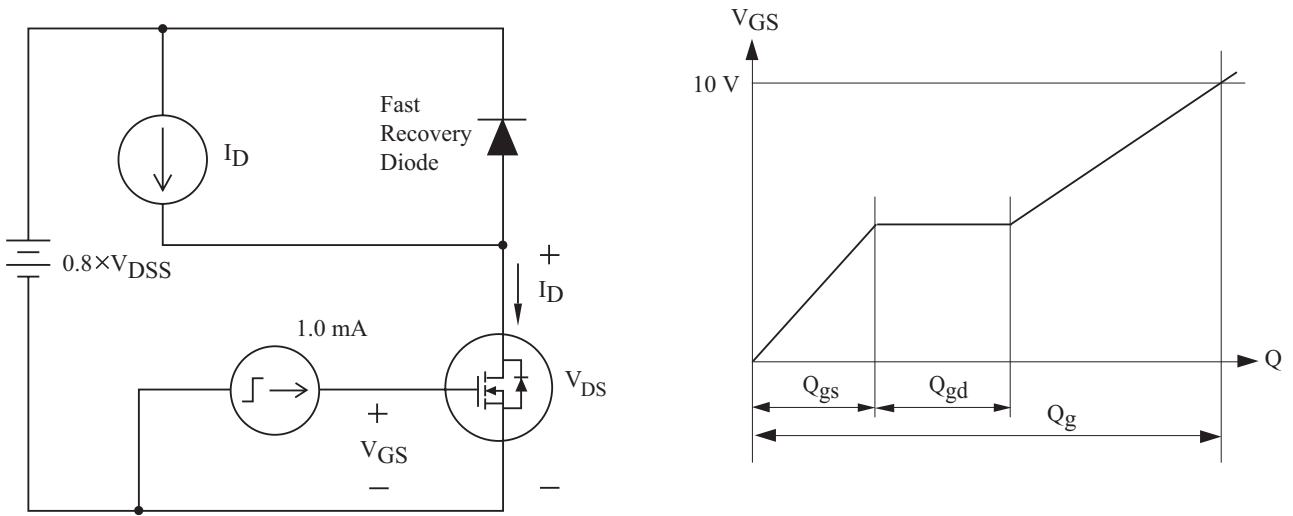 I_D
Fast
Recovery
Diode
0.8×V_DSS
+
I_D
1.0 mA
V_DS
+
V_GS
−
−
V_GS
10 V
Q
Q_gs
Q_gd
Q_g